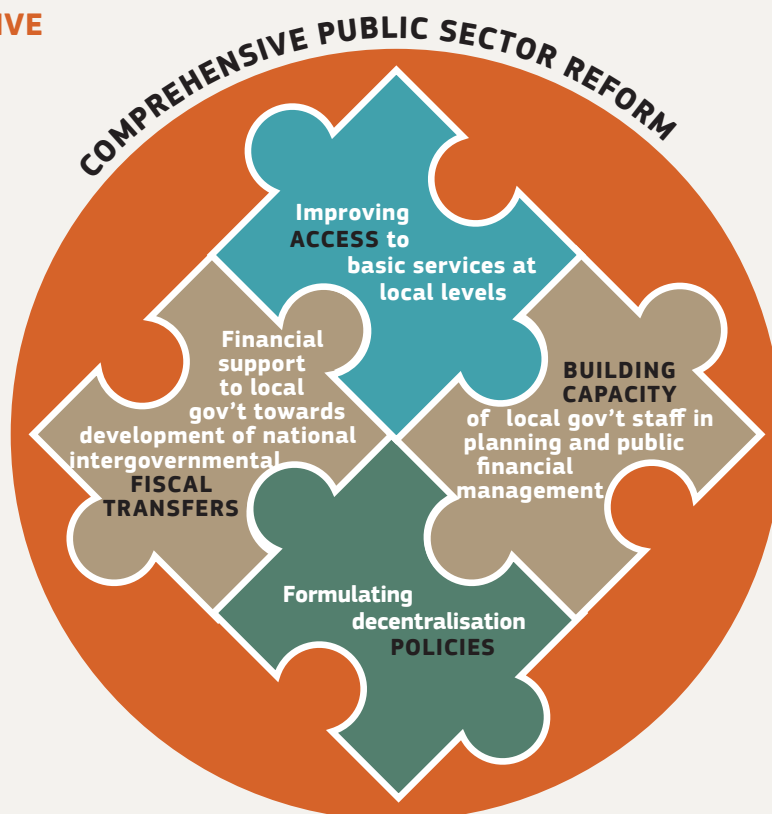 COMPREHENSIVE PUBLIC SECTOR REFORM
Improving
ACCESS to
basic services at
local levels
Financial
support
to local
gov't towards
development of national
intergovernmental
FISCAL
TRANSFERS
BUILDING
CAPACITY
of local gov't staff in
planning and public
financial
management
Formulating
decentralisation
POLICIES